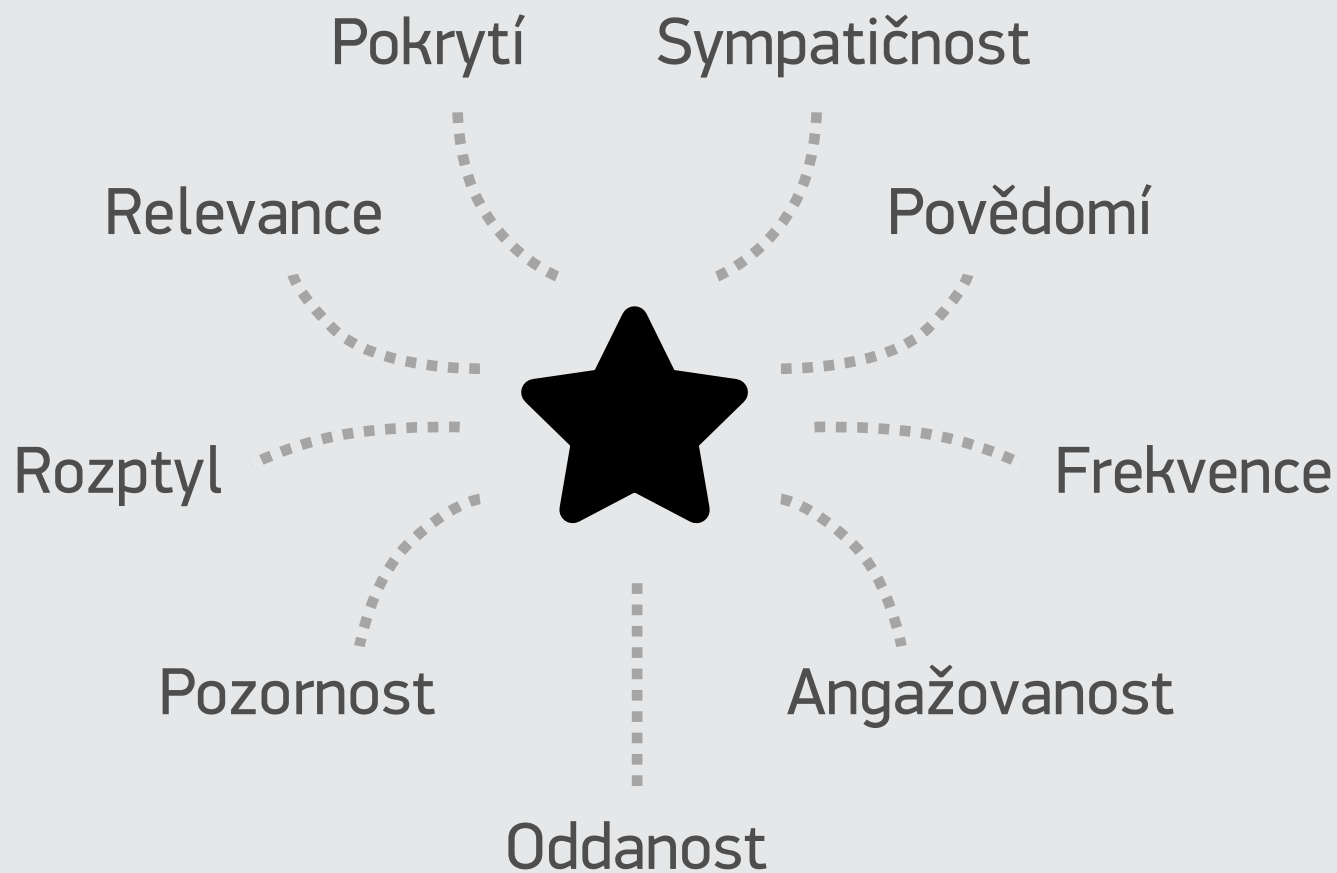 Pokrytí
Sympatičnost
Relevance
Povědomí
Rozptyl
Frekvence
Pozornost
Angažovanost
Oddanost